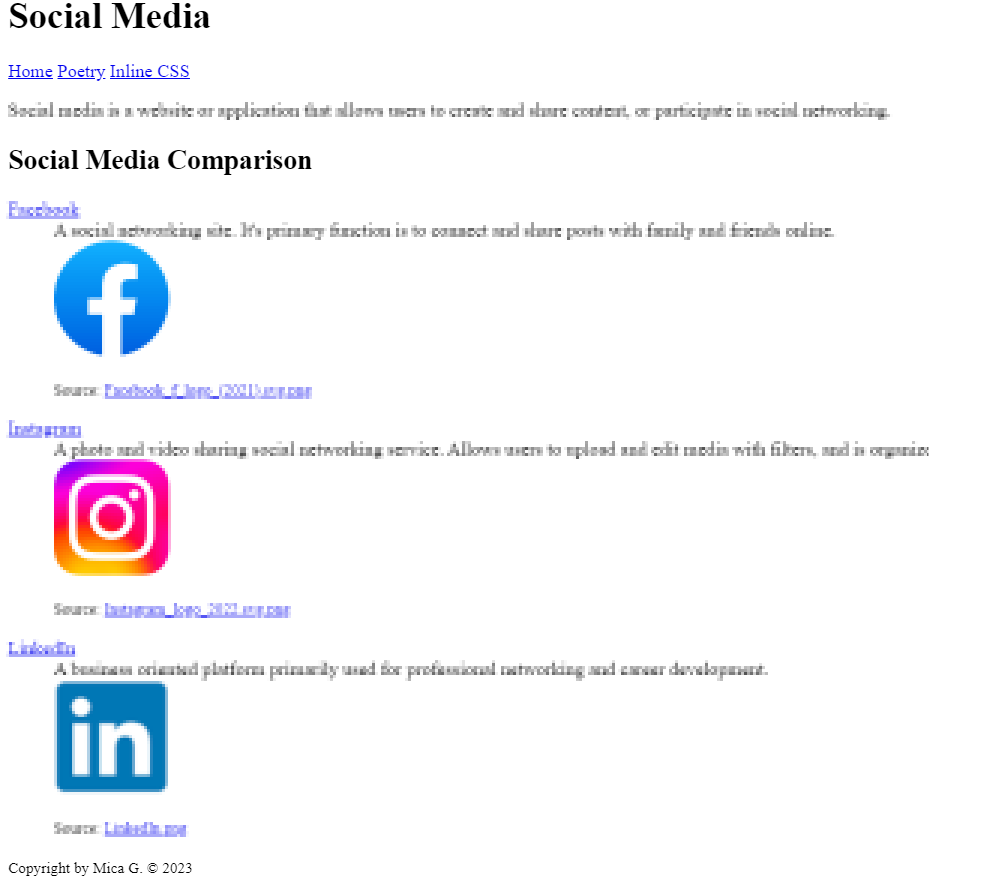 Social Media
Home Poetry Inline CSS
Social media is a website or application that allows users to create and share content, or participate in social networking.
Social Media Comparison
Facebook
A social networking site. It's primary function is to connect and share posts with family and friends online.
f
Source: Facebook_f_logo_(2021).svg.png
Instagram
A photo and video sharing social networking service. Allows users to upload and edit media with filters, and is organiz
Source: Instagram_logo_2022.svg.png
LinkedIn
A business oriented platform primarily used for professional networking and career development.
in
Source: LinkedIn.png
Copyright by Mica G. © 2023